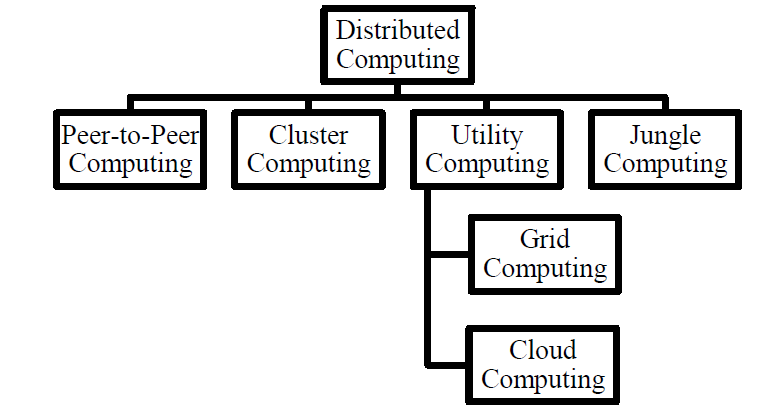 Distributed
Computing
Peer-to-Peer
Computing
Cluster
Computing
Utility
Computing
Jungle
Computing
Grid
Computing
Cloud
Computing